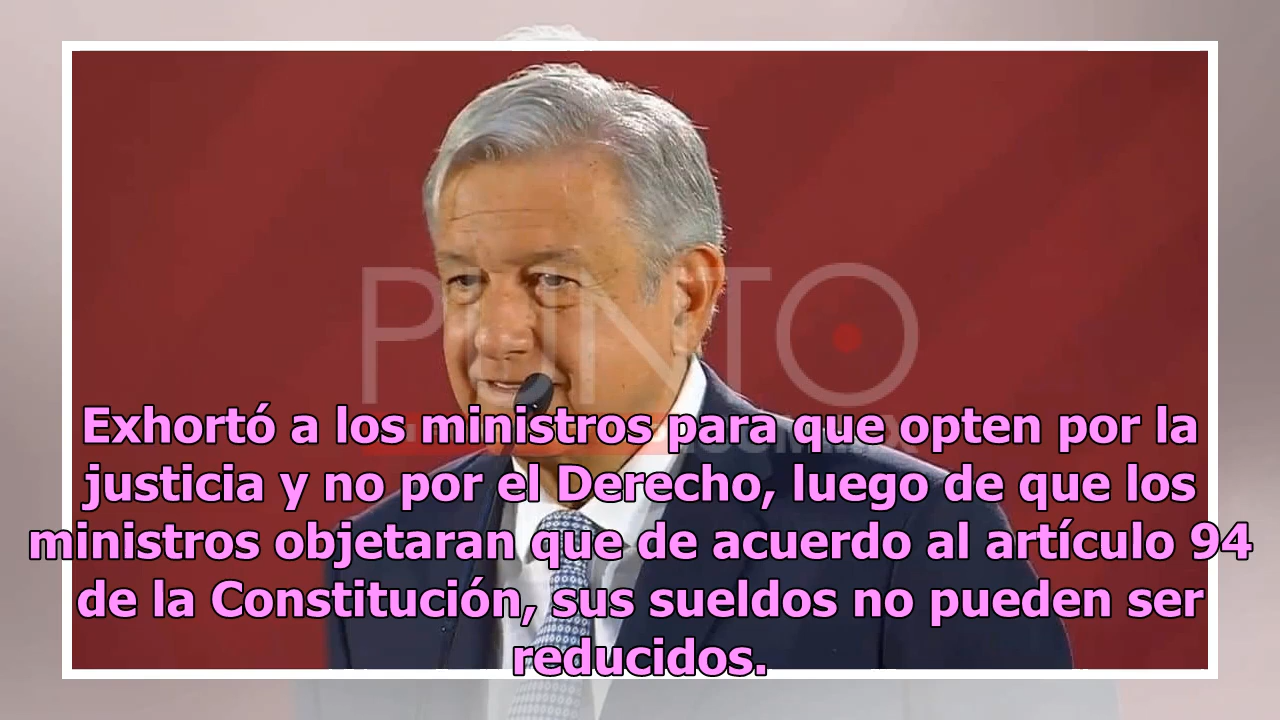 PUNTO
Exhortó a los ministros para que opten por la
justicia y no por el Derecho, luego de que los
ministros objetaran que de acuerdo al artículo 94
de la Constitución, sus sueldos no pueden ser
reducidos.